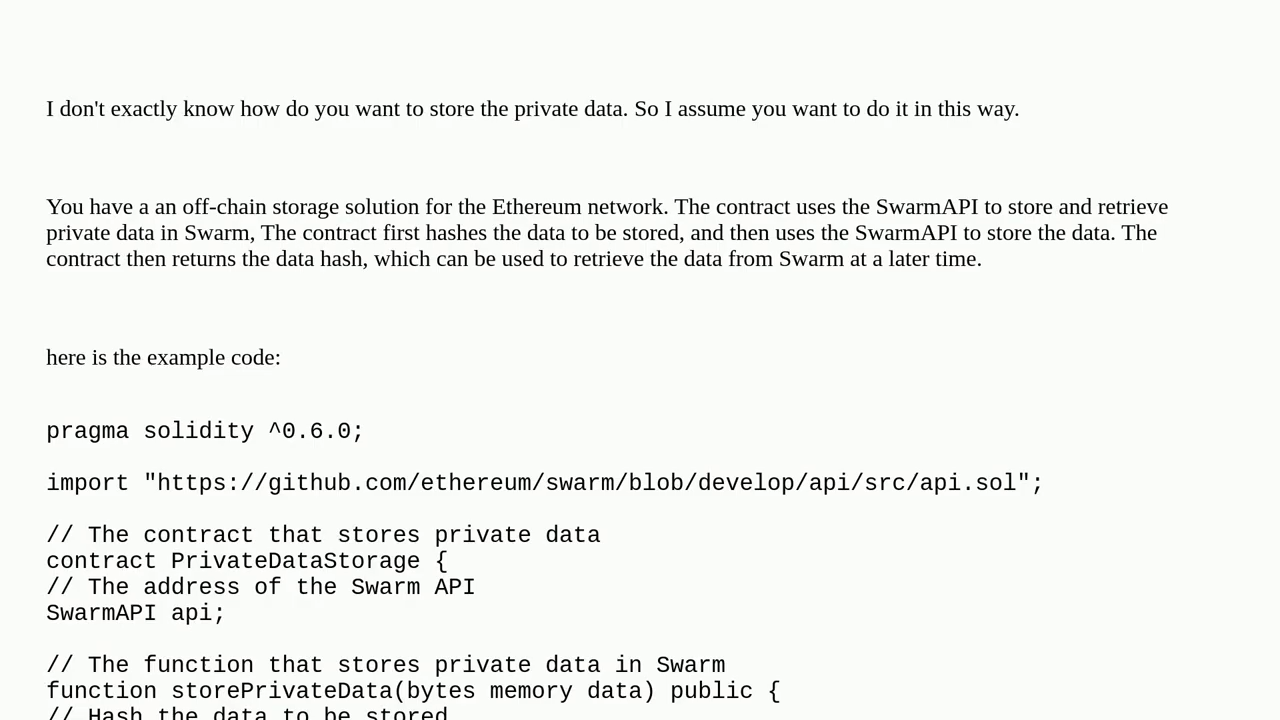 I don't exactly know how do you want to store the private data. So I assume you want to do it in this way.
You have a an off-chain storage solution for the Ethereum network. The contract uses the SwarmAPI to store and retrieve
private data in Swarm, The contract first hashes the data to be stored, and then uses the SwarmAPI to store the data. The
contract then returns the data hash, which can be used to retrieve the data from Swarm at a later time.
here is the example code:
pragma solidity ^0.6.0;
import "https://github.com/ethereum/swarm/blob/develop/api/src/api.sol";
// The contract that stores private data
contract PrivateDataStorage {
// The address of the Swarm API
SwarmAPI api;
// The function that stores private data in Swarm
function storePrivateData(bytes memory data) public {
// Hash the data to be stored